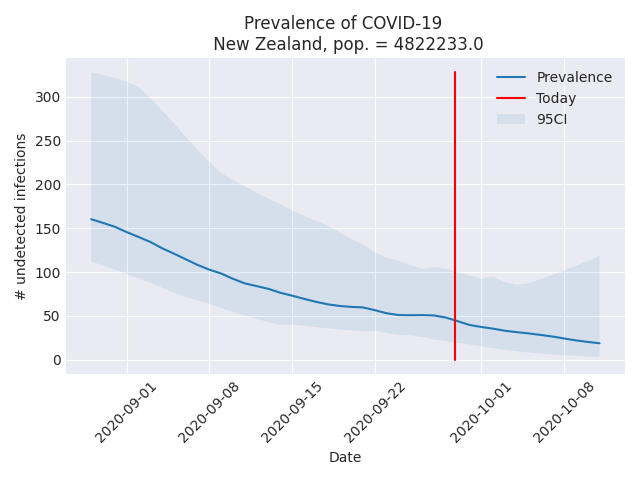 Prevalence of COVID-19
New Zealand, pop. = 4822233.0
Prevalence
Today
95CI
# undetected infections
300
250
200
150
100
50
0
2020-09-01
2020-09-08
2020-09-15
2020-09-22
2020-10-01
2020-10-08
Date